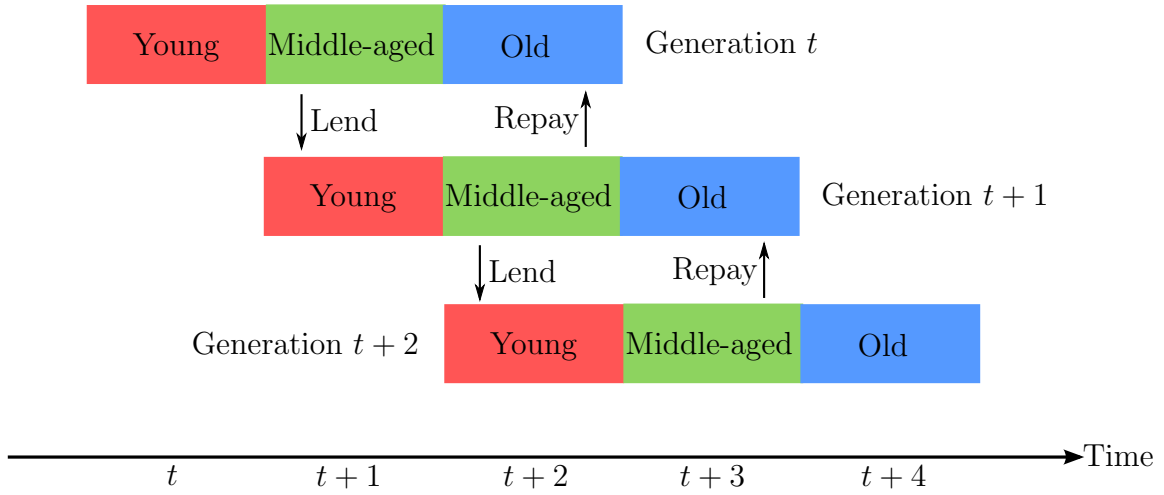 Young Middle-aged Old Generation t
Lend Repay
Young Middle-aged Old Generation t + 1
Lend Repay
Generation t + 2 Young Middle-aged Old
Time
t t + 1 t + 2 t + 3 t + 4